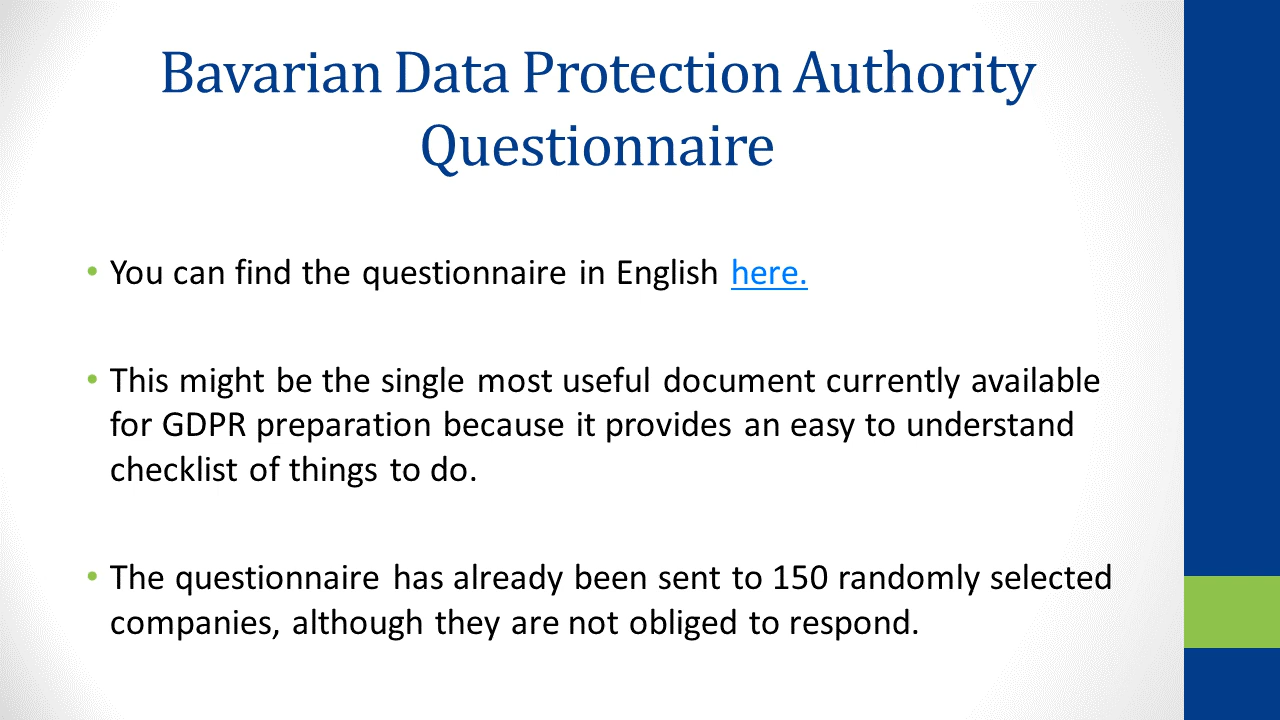 Bavarian Data Protection Authority
Questionnaire
• You can find the questionnaire in English here.
• This might be the single most useful document currently available
for GDPR preparation because it provides an easy to understand
checklist of things to do.
• The questionnaire has already been sent to 150 randomly selected
companies, although they are not obliged to respond.